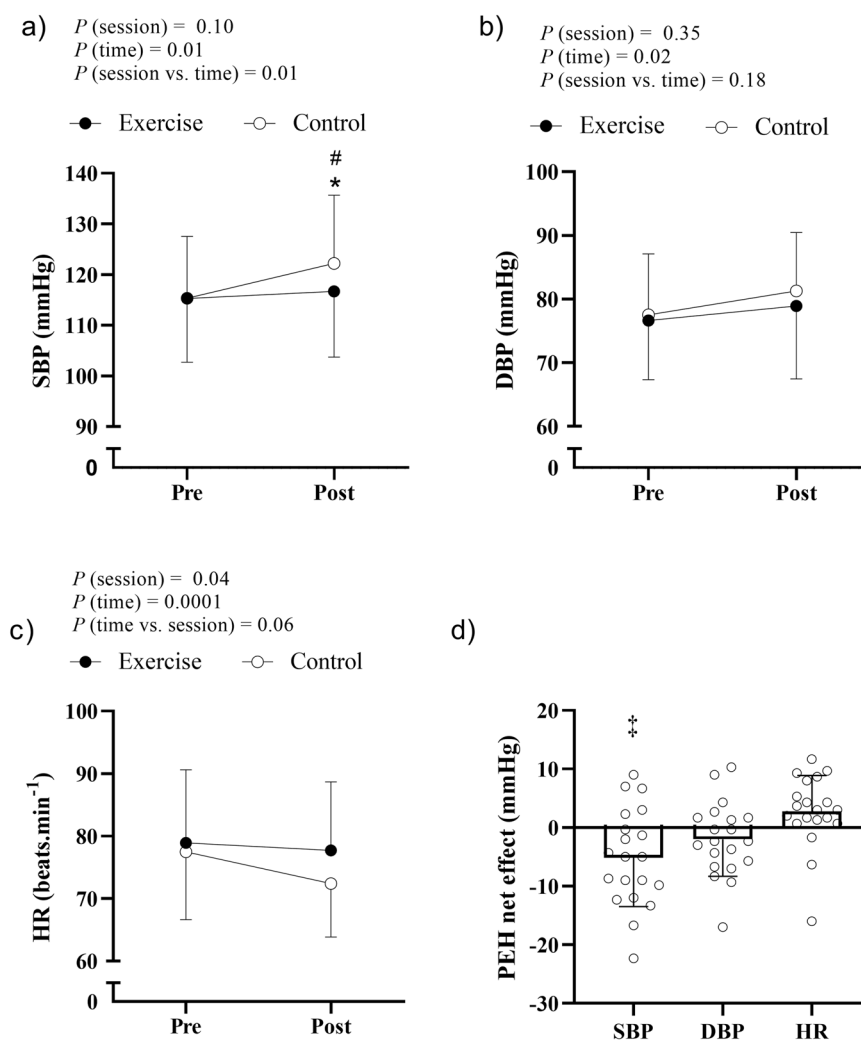 a)
P (session) = 0.10
P (time) = 0.01
P (session vs. time) = 0.01
Exercise Control
#
*
140
130
120
110
100
90
0
SBP (mmHg)
Pre Post
b)
P (session) = 0.35
P (time) = 0.02
P (session vs. time) = 0.18
Exercise Control
100
90
80
70
60
0
DBP (mmHg)
Pre Post
c)
P (session) = 0.04
P (time) = 0.0001
P (time vs. session) = 0.06
Exercise Control
100
90
80
70
60
0
HR (beats.min⁻¹)
Pre Post
d)
‡
20
10
0
-10
-20
-30
PEH net effect (mmHg)
SBP DBP HR